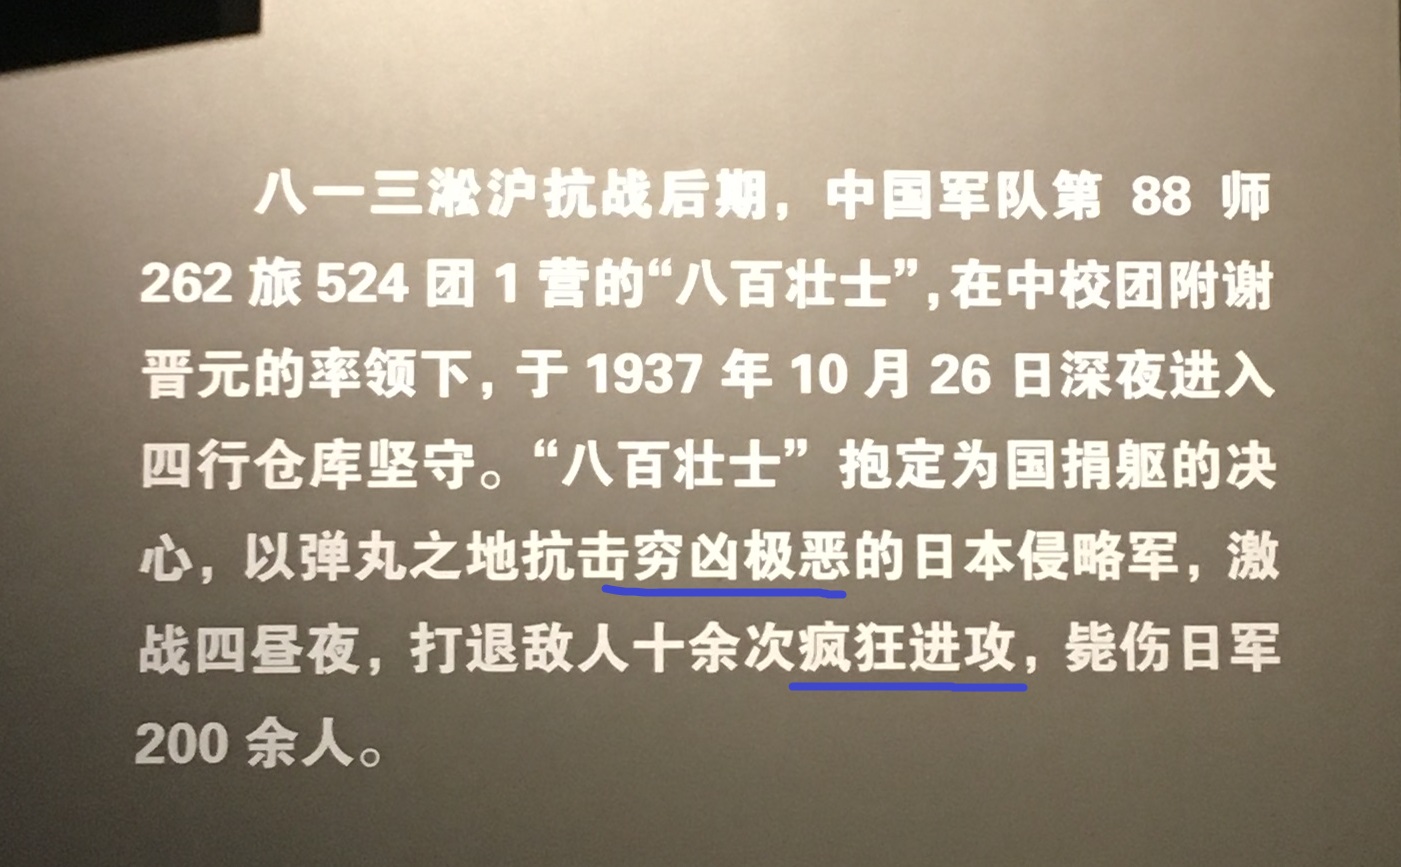 八一三淞沪抗战后期，中国军队第 88 师
262 旅 524 团 1 营的“八百壮士”，在中校团附谢
晋元的率领下，于 1937 年 10 月 26 日深夜进入
四行仓库坚守。“八百壮士”抱定为国捐躯的决
心，以弹丸之地抗击穷凶极恶的日本侵略军，激
战四昼夜，打退敌人十余次疯狂进攻，毙伤日军
200 余人。